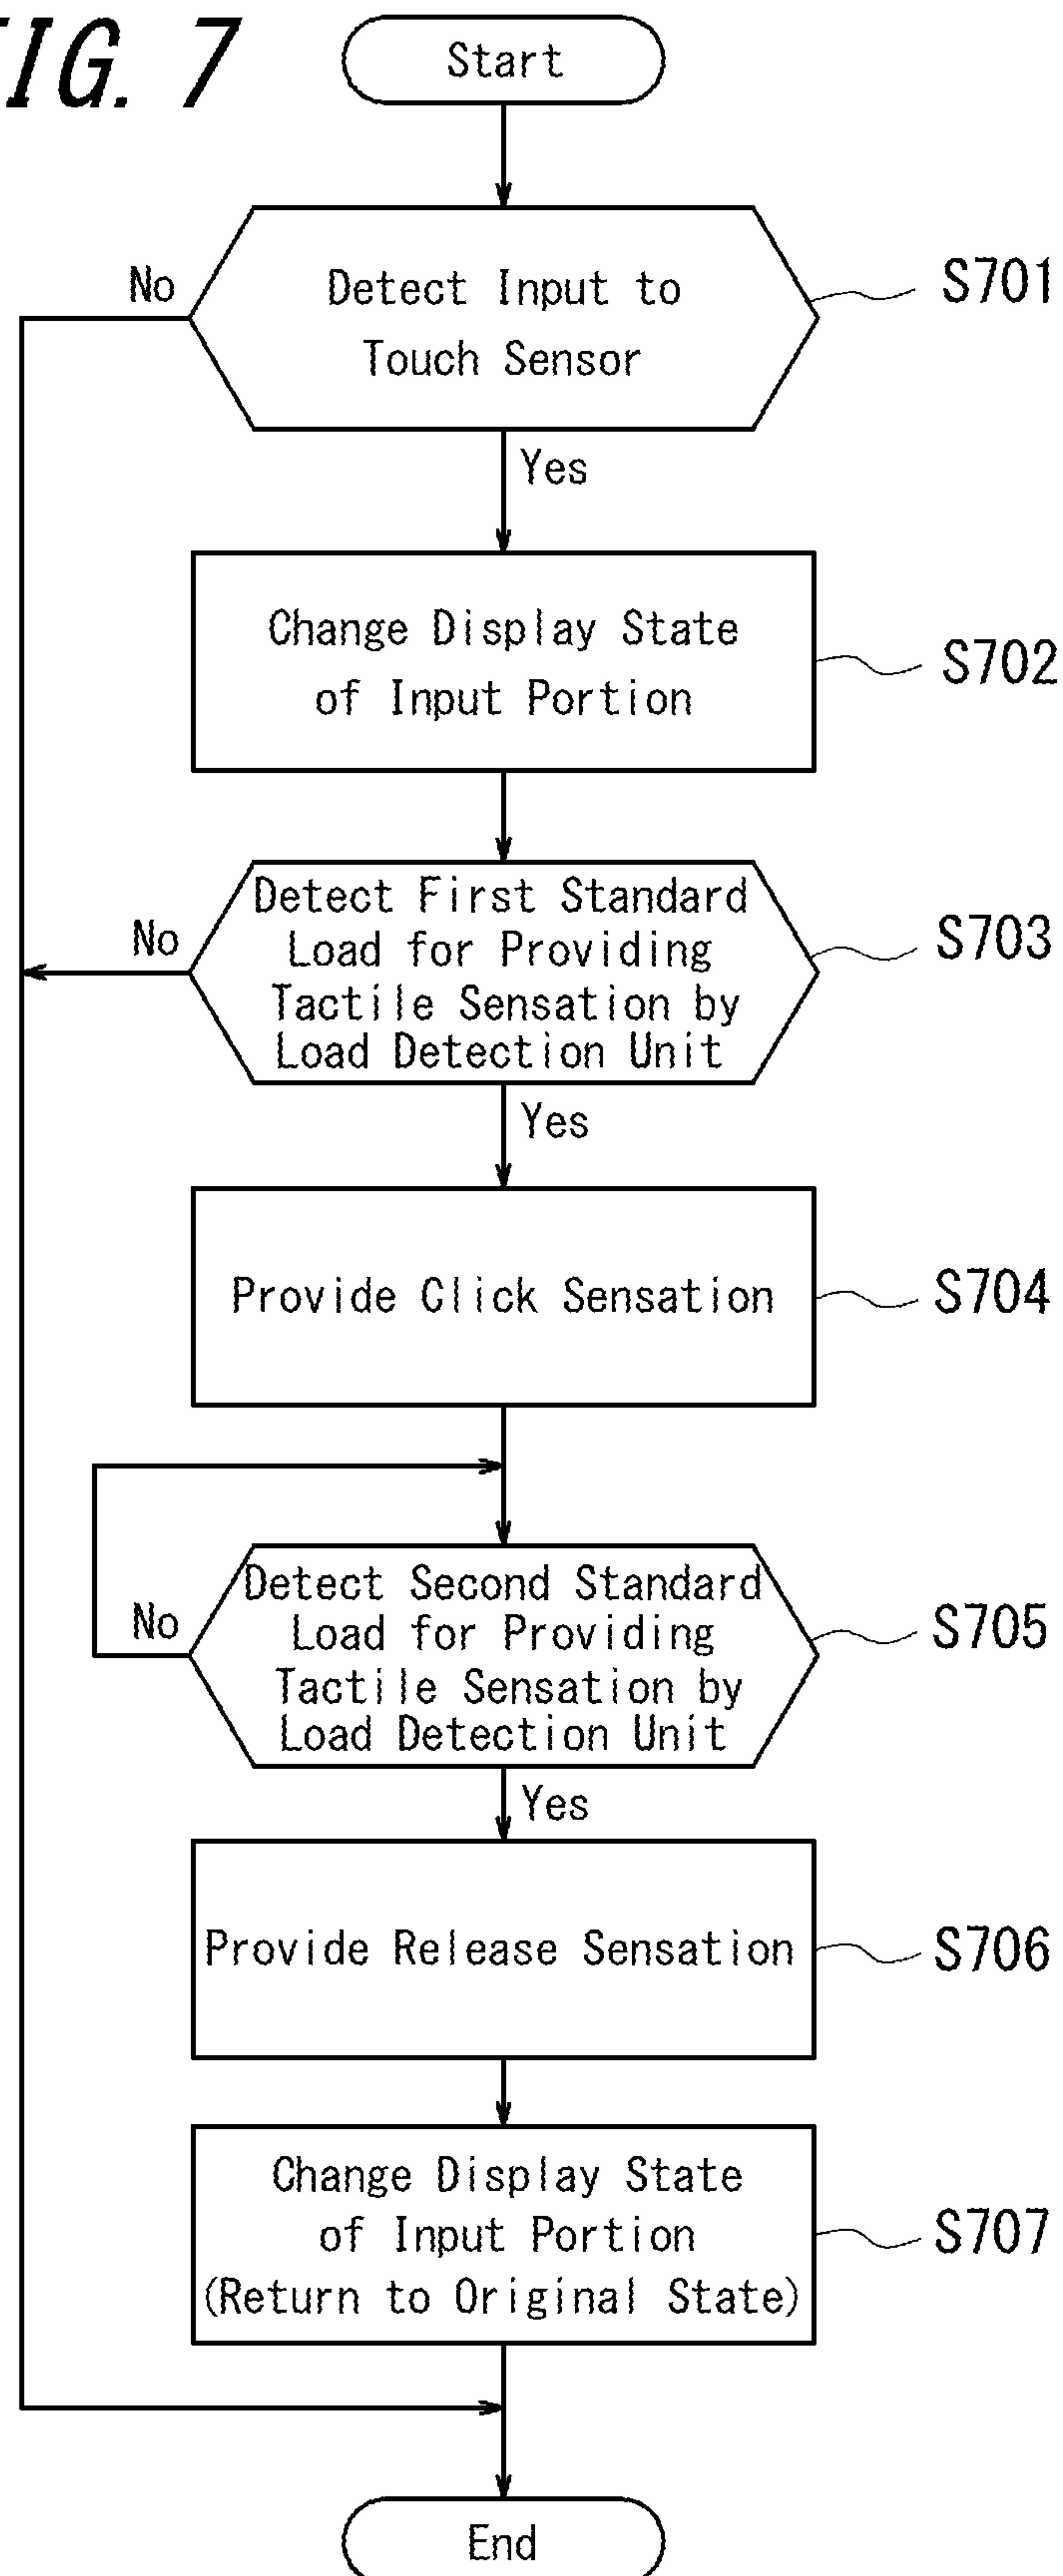 FIG. 7
Start
No
Detect Input to
Touch Sensor
S701
Yes
Change Display State
of Input Portion
S702
No
Detect First Standard
Load for Providing
Tactile Sensation by
Load Detection Unit
S703
Yes
Provide Click Sensation
S704
No
Detect Second Standard
Load for Providing
Tactile Sensation by
Load Detection Unit
S705
Yes
Provide Release Sensation
S706
Change Display State
of Input Portion
(Return to Original State)
S707
End